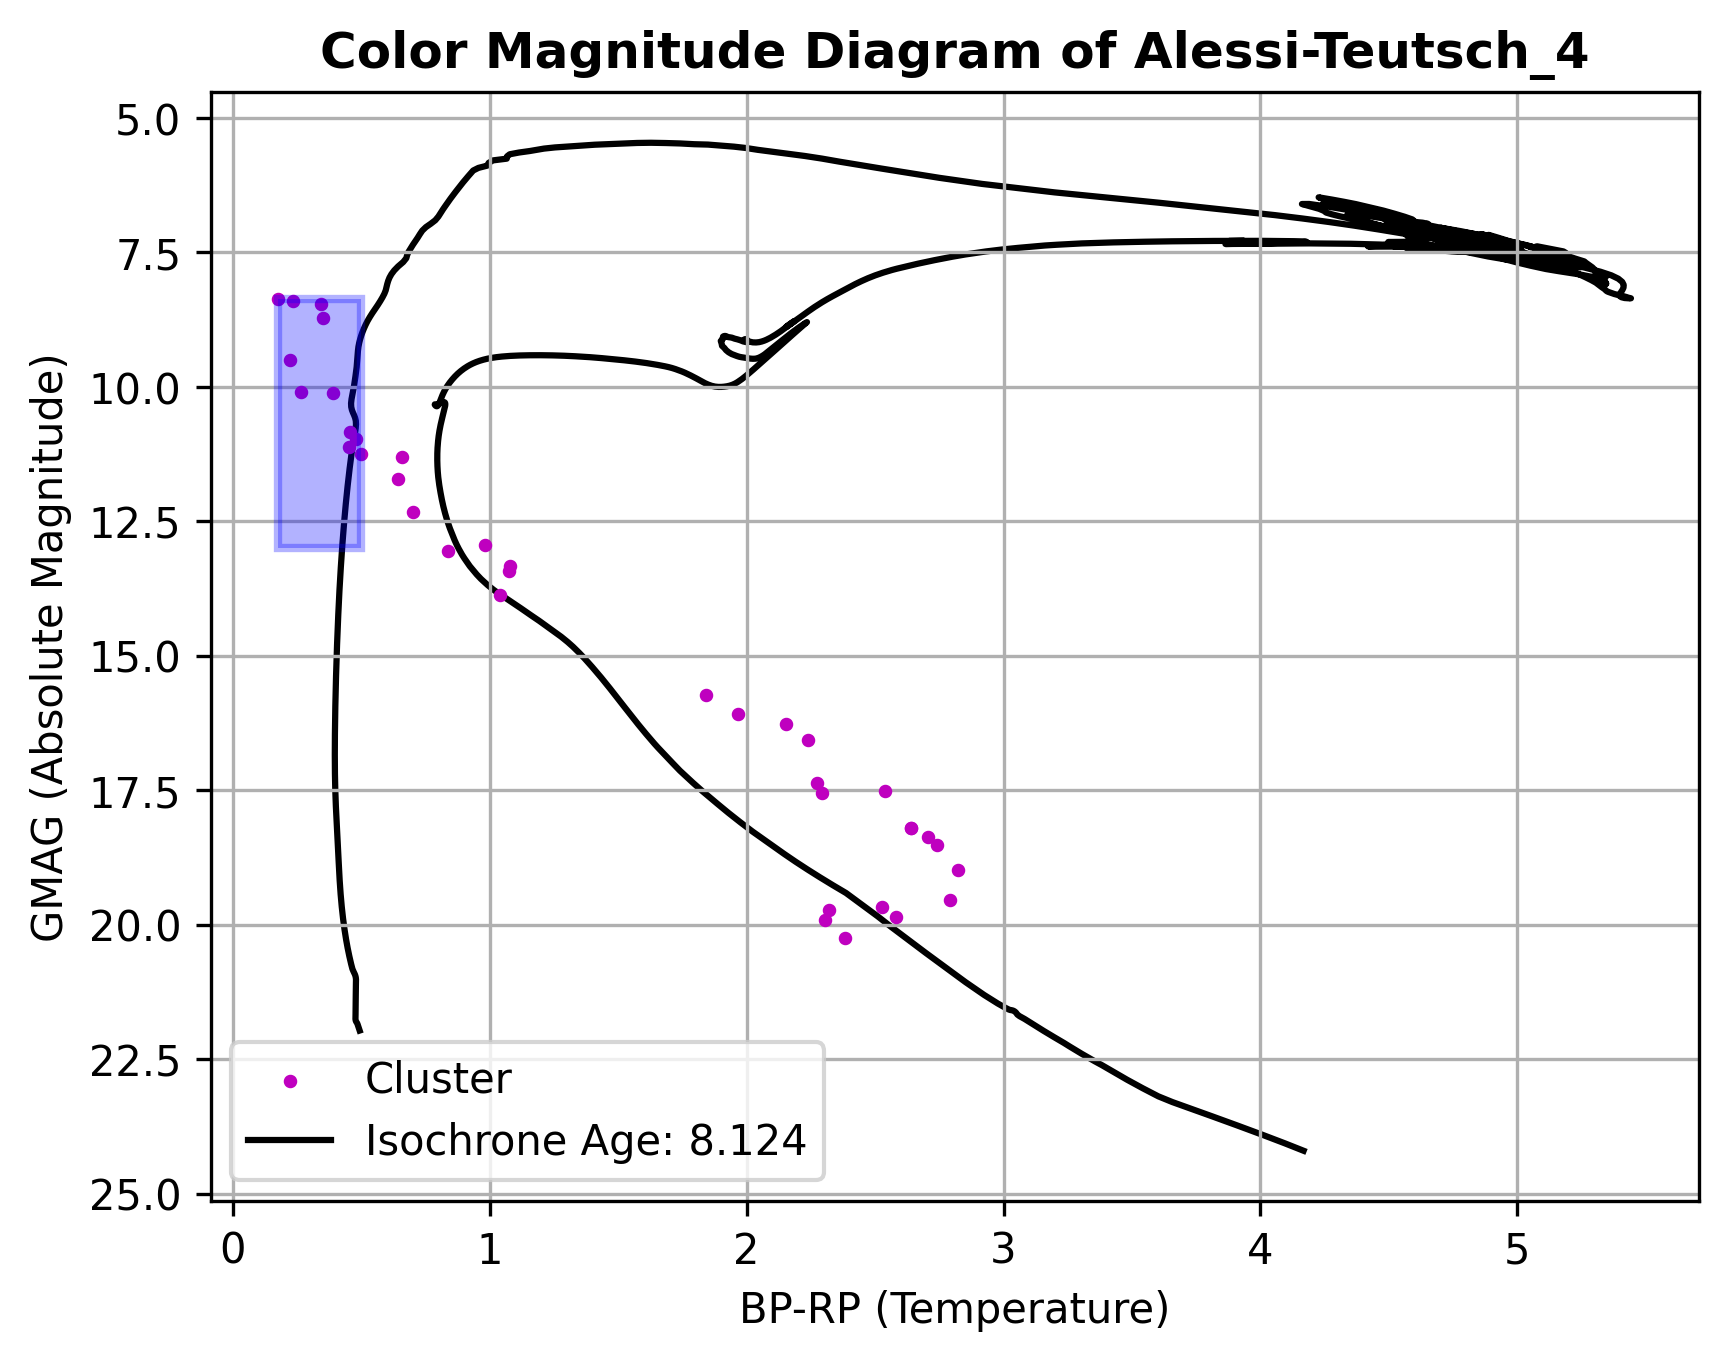 Color Magnitude Diagram of Alessi-Teutsch_4
GMAG (Absolute Magnitude)
5.0
7.5
10.0
12.5
15.0
17.5
20.0
22.5
25.0
Cluster
Isochrone Age: 8.124
0 1 2 3 4 5
BP-RP (Temperature)